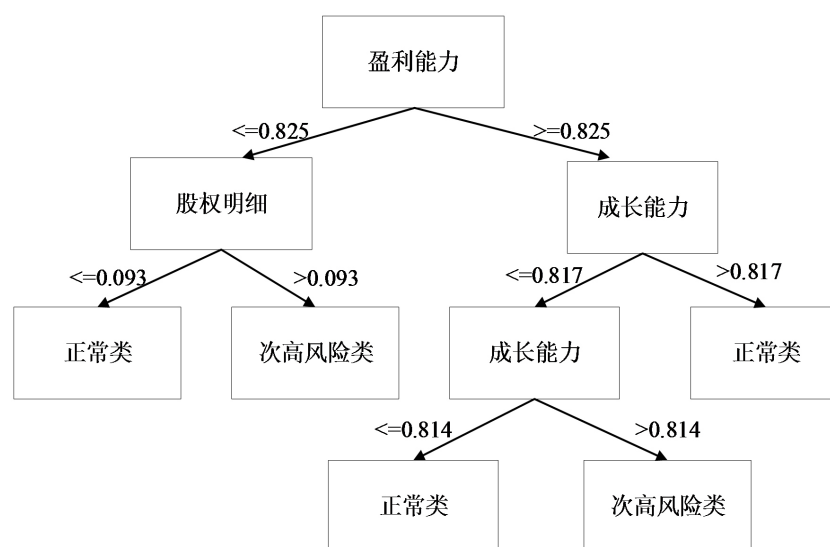 盈利能力
<=0.825
>=0.825
股权明细
成长能力
<=0.093
>0.093
<=0.817
>0.817
正常类
次高风险类
成长能力
正常类
<=0.814
>0.814
正常类
次高风险类